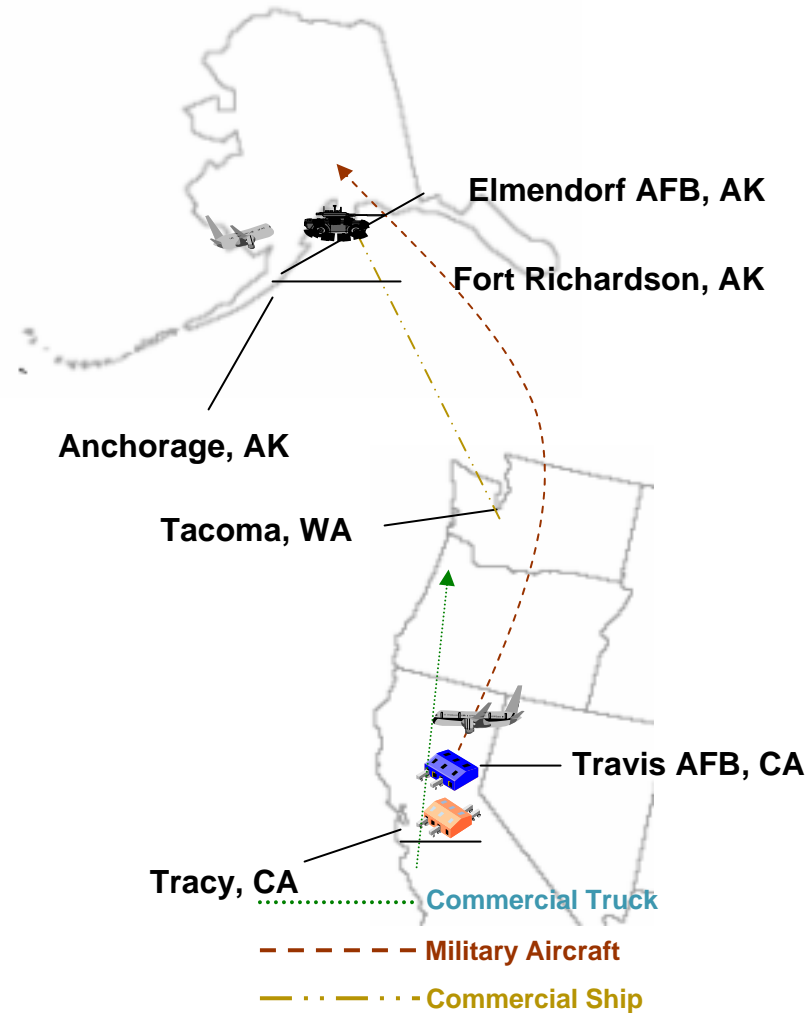 Elmendorf AFB, AK
Fort Richardson, AK
Anchorage, AK
Tacoma, WA
Travis AFB, CA
Tracy, CA
Commercial Truck
Military Aircraft
Commercial Ship